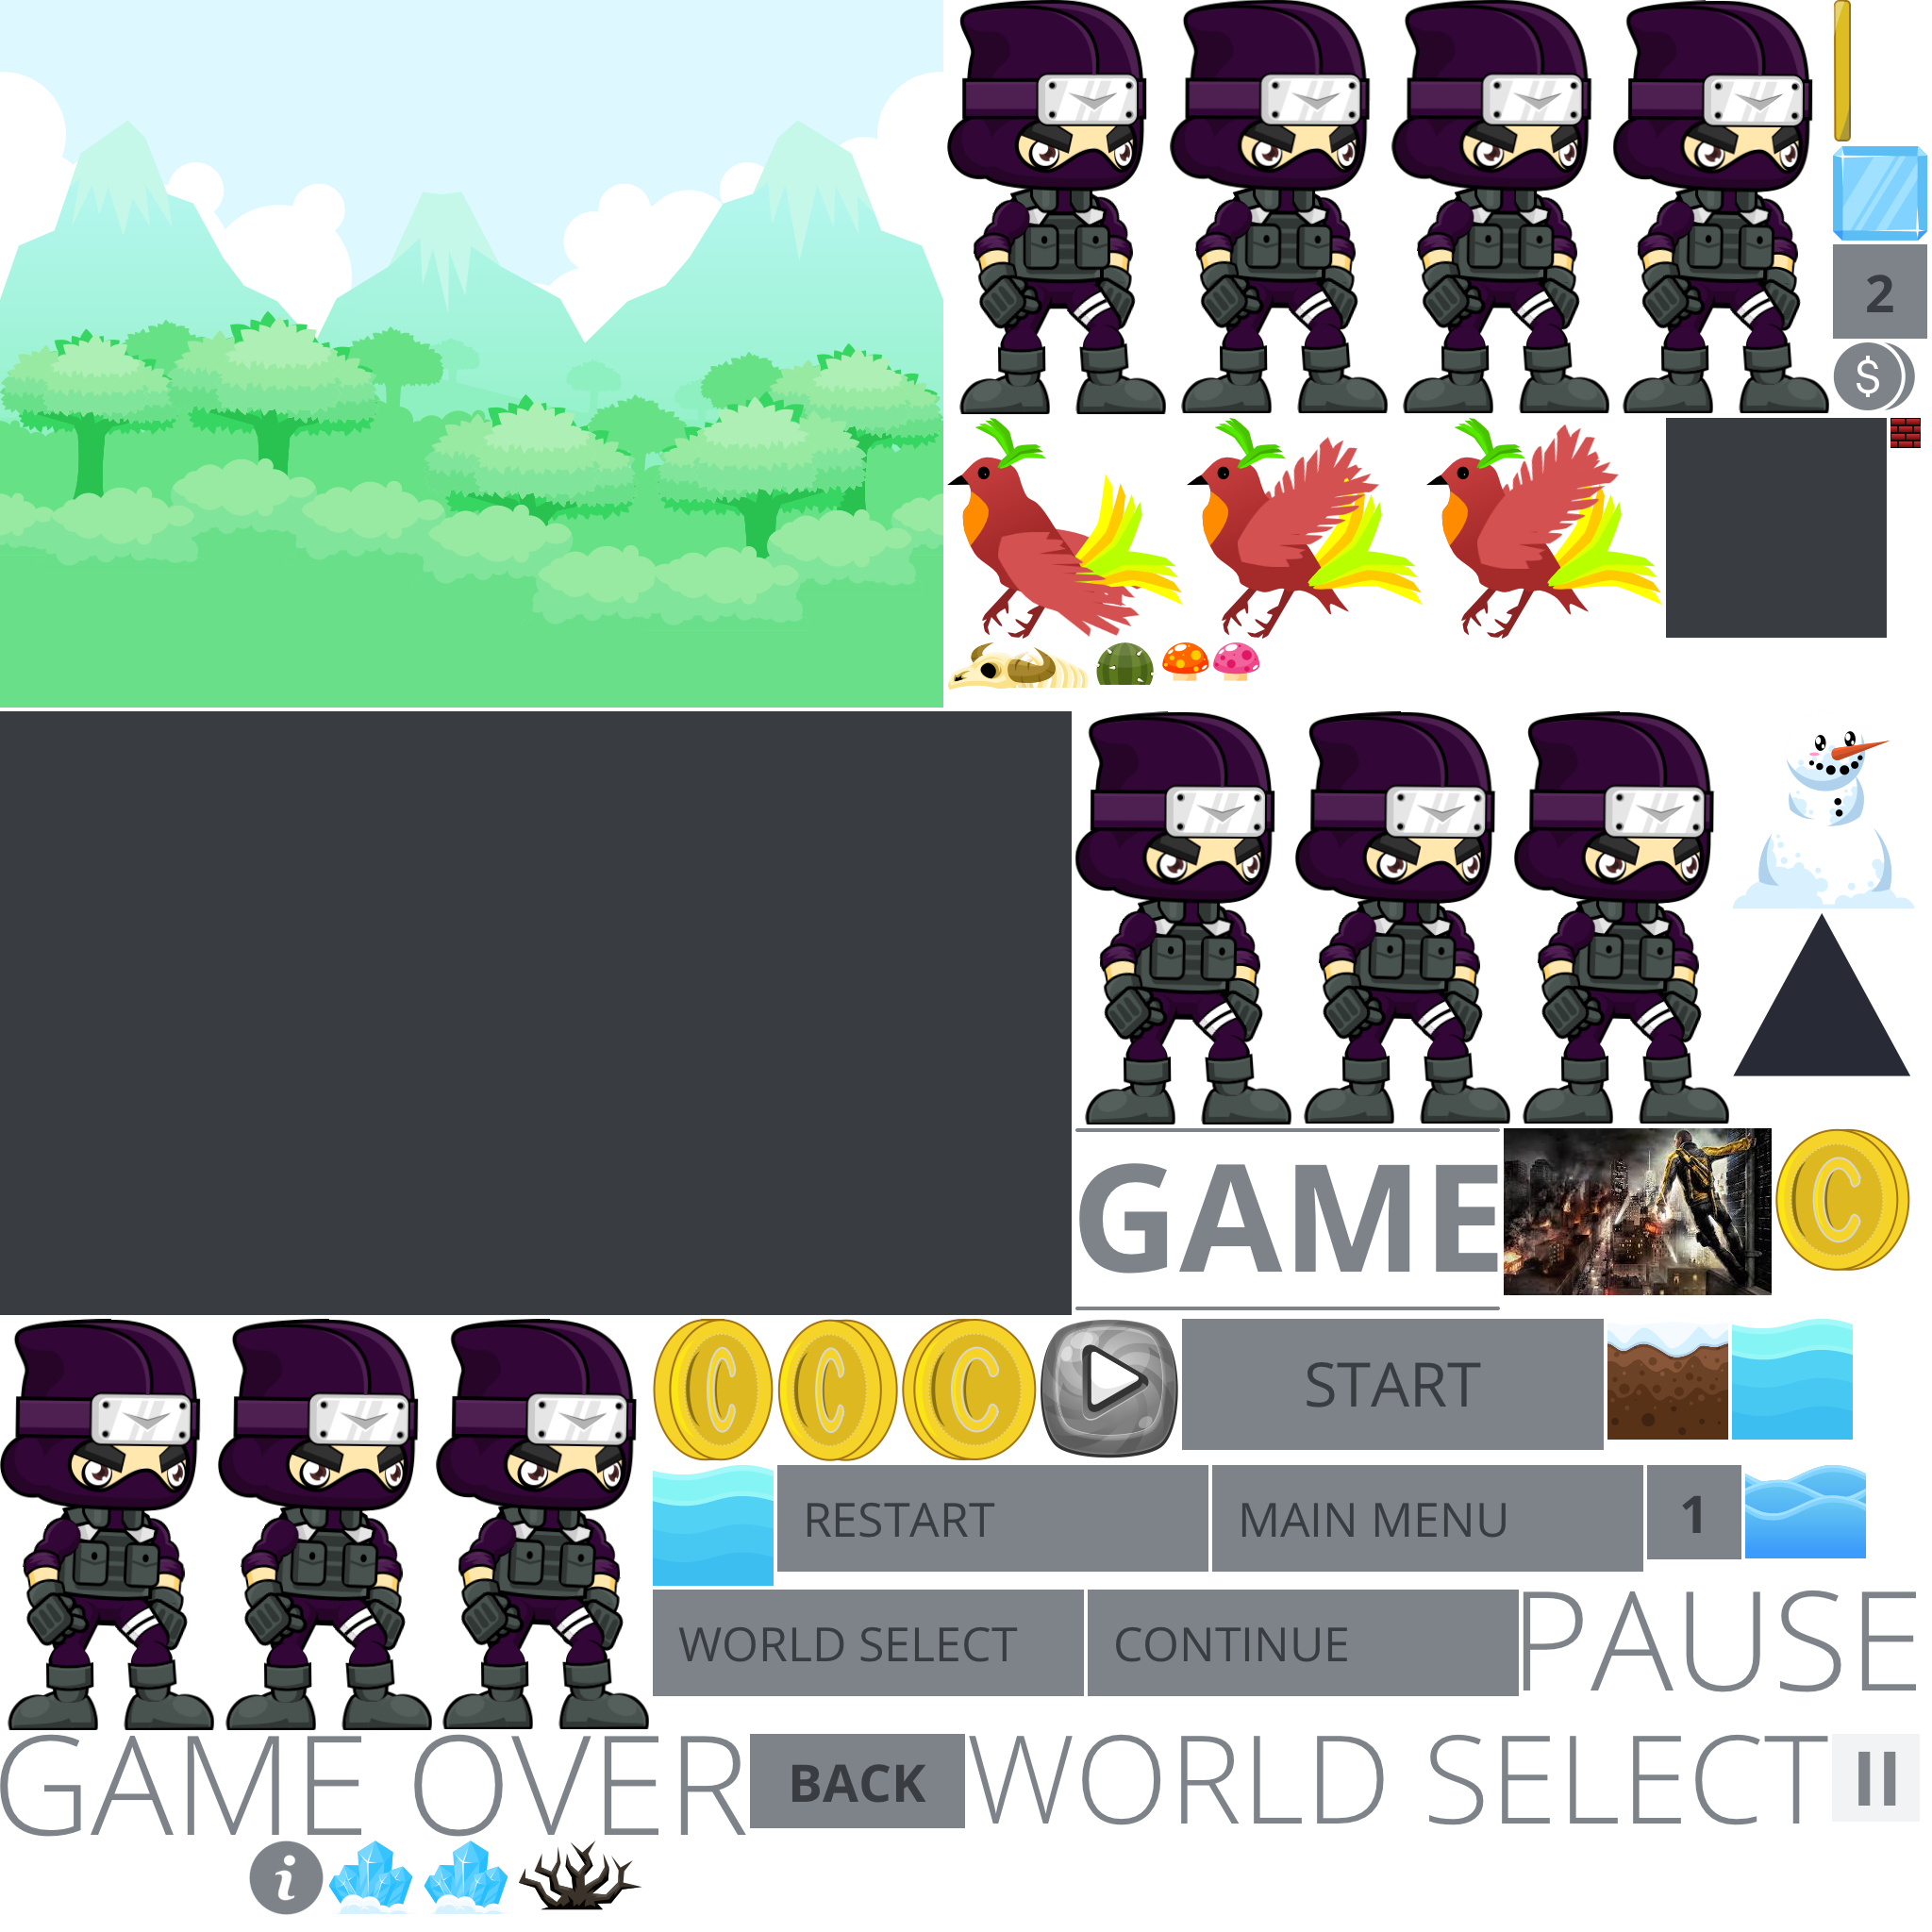 2
$
GAME
C
C
C
C
START
RESTART
MAIN MENU
1
WORLD SELECT
CONTINUE
PAUSE
GAME OVER
BACK
WORLD SELECT
i